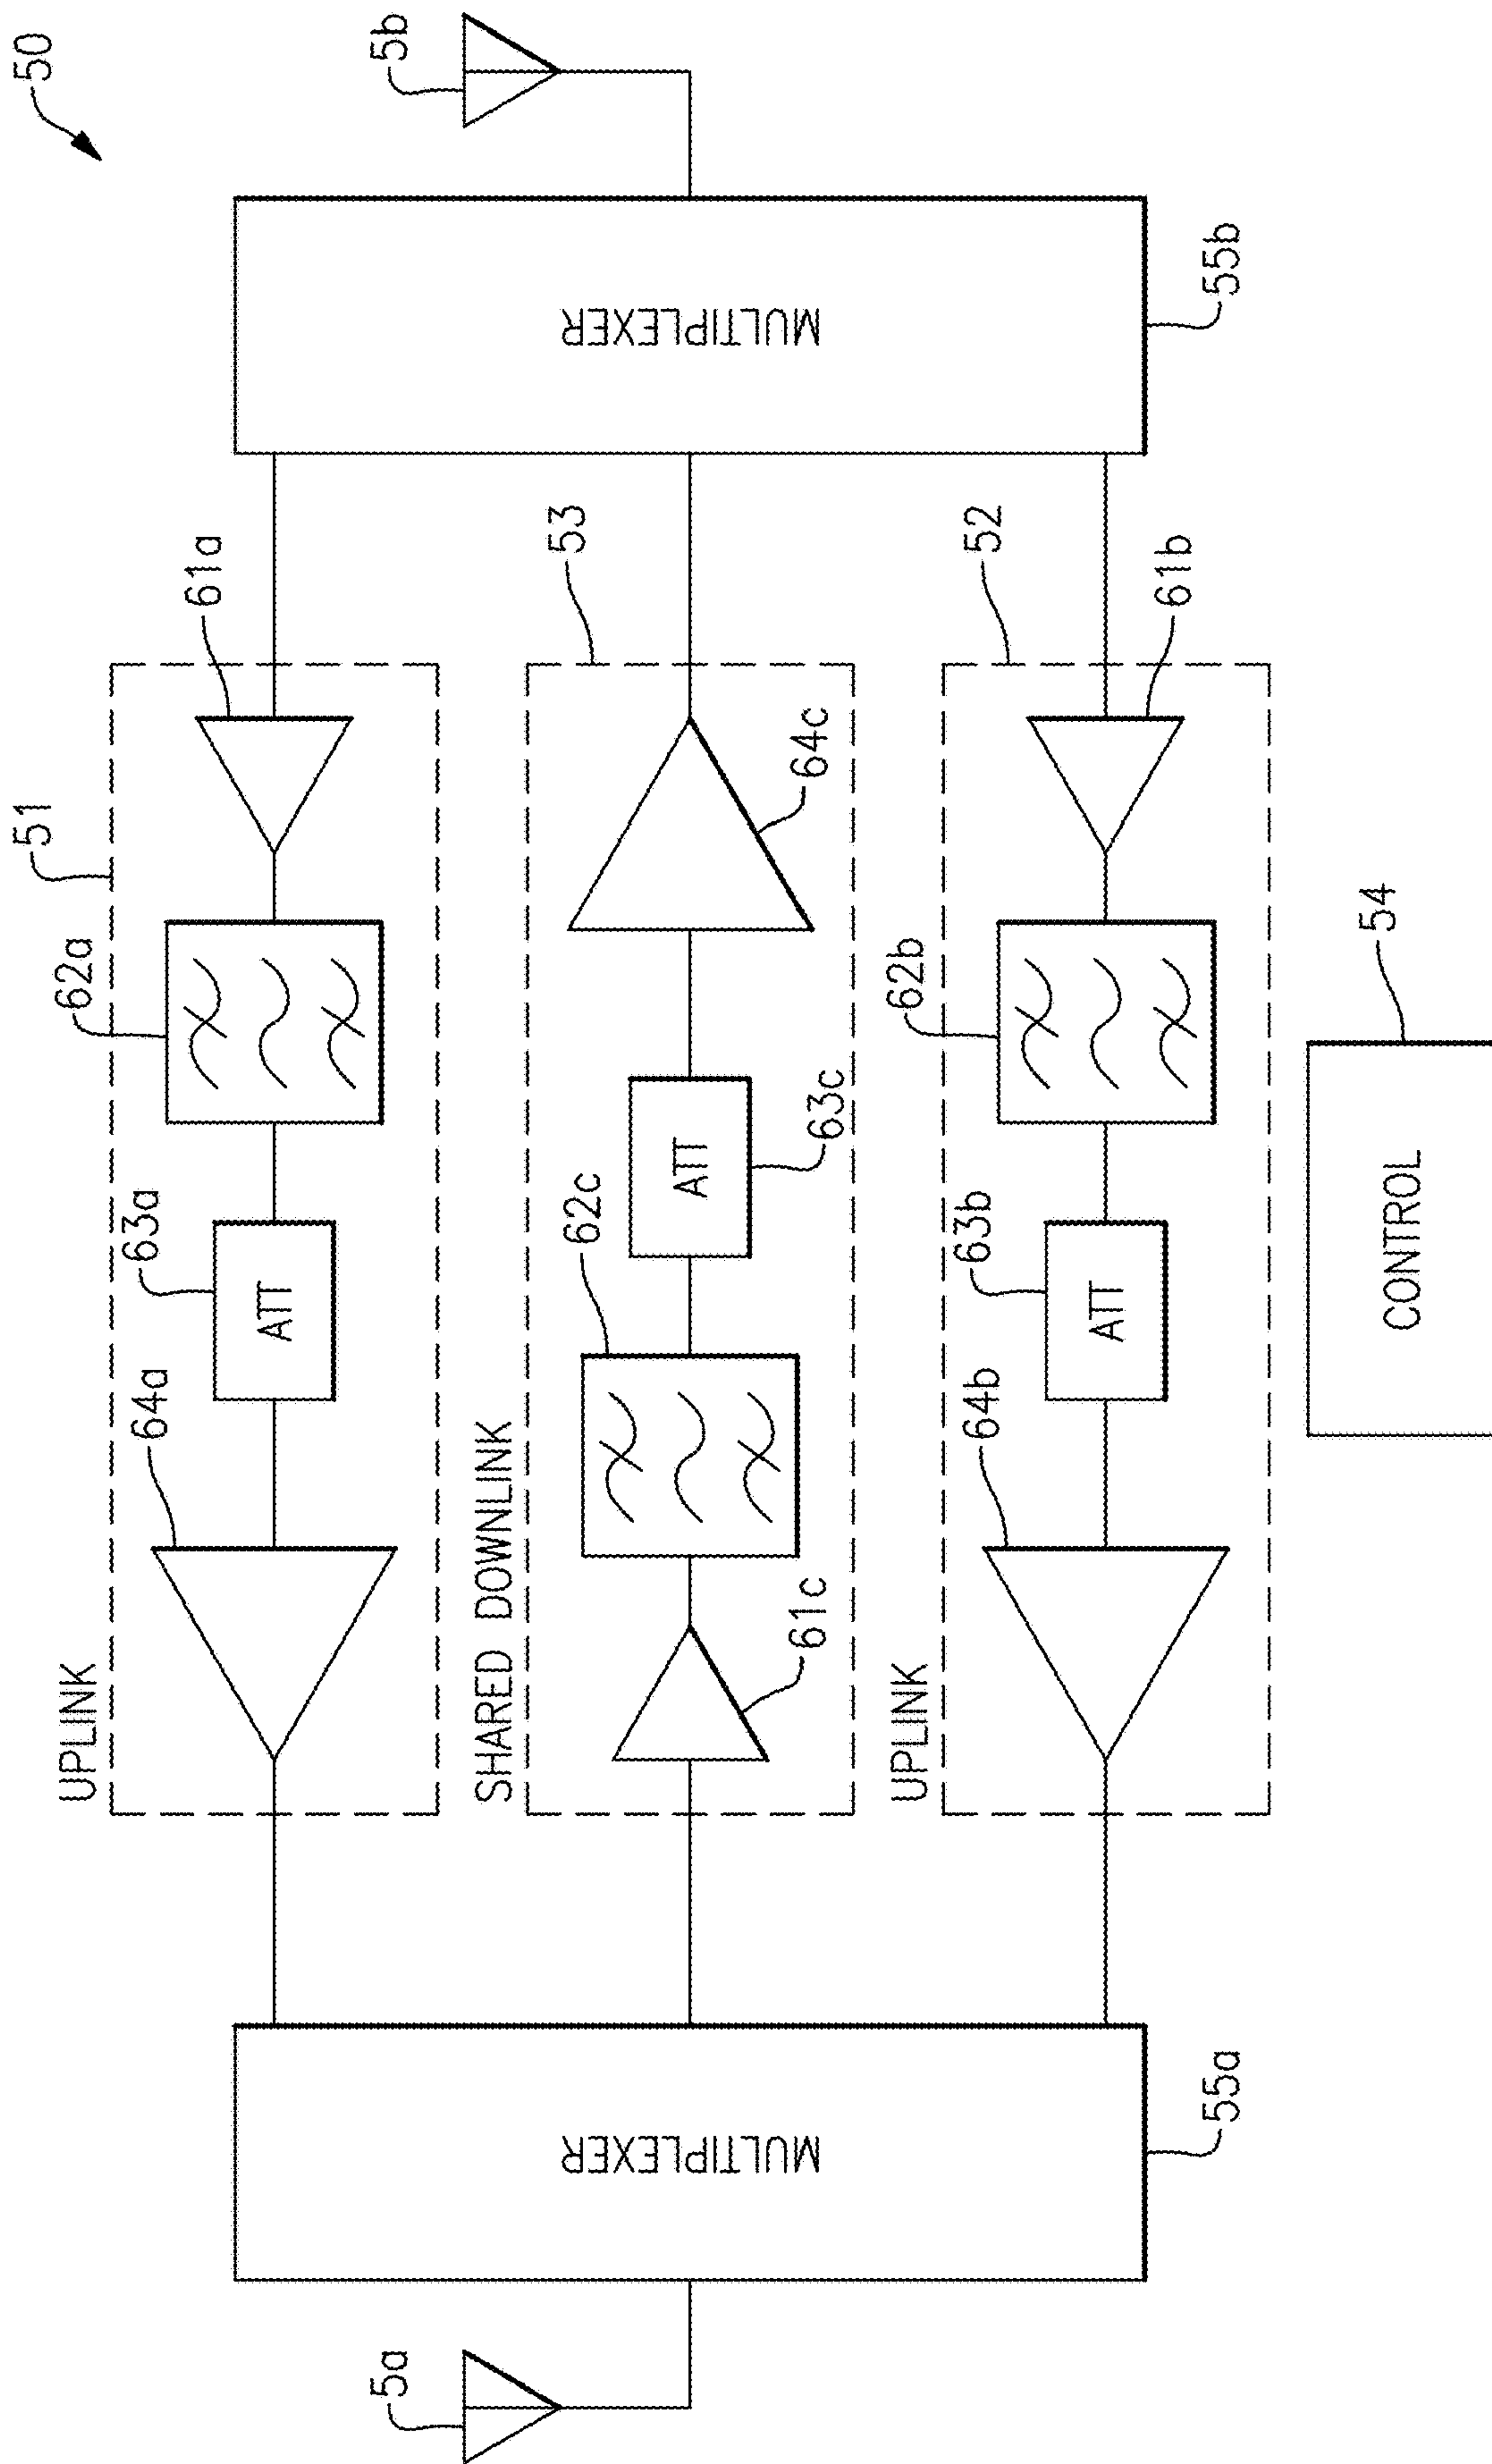 50
51
UPLINK
64a
63a
ATT
62a
61a
SHARED DOWNLINK
53
61c
62c
ATT
63c
64c
UPLINK
52
64b
63b
ATT
62b
61b
5a
MULTIPLEXER
55a
5b
MULTIPLEXER
55b
CONTROL
54